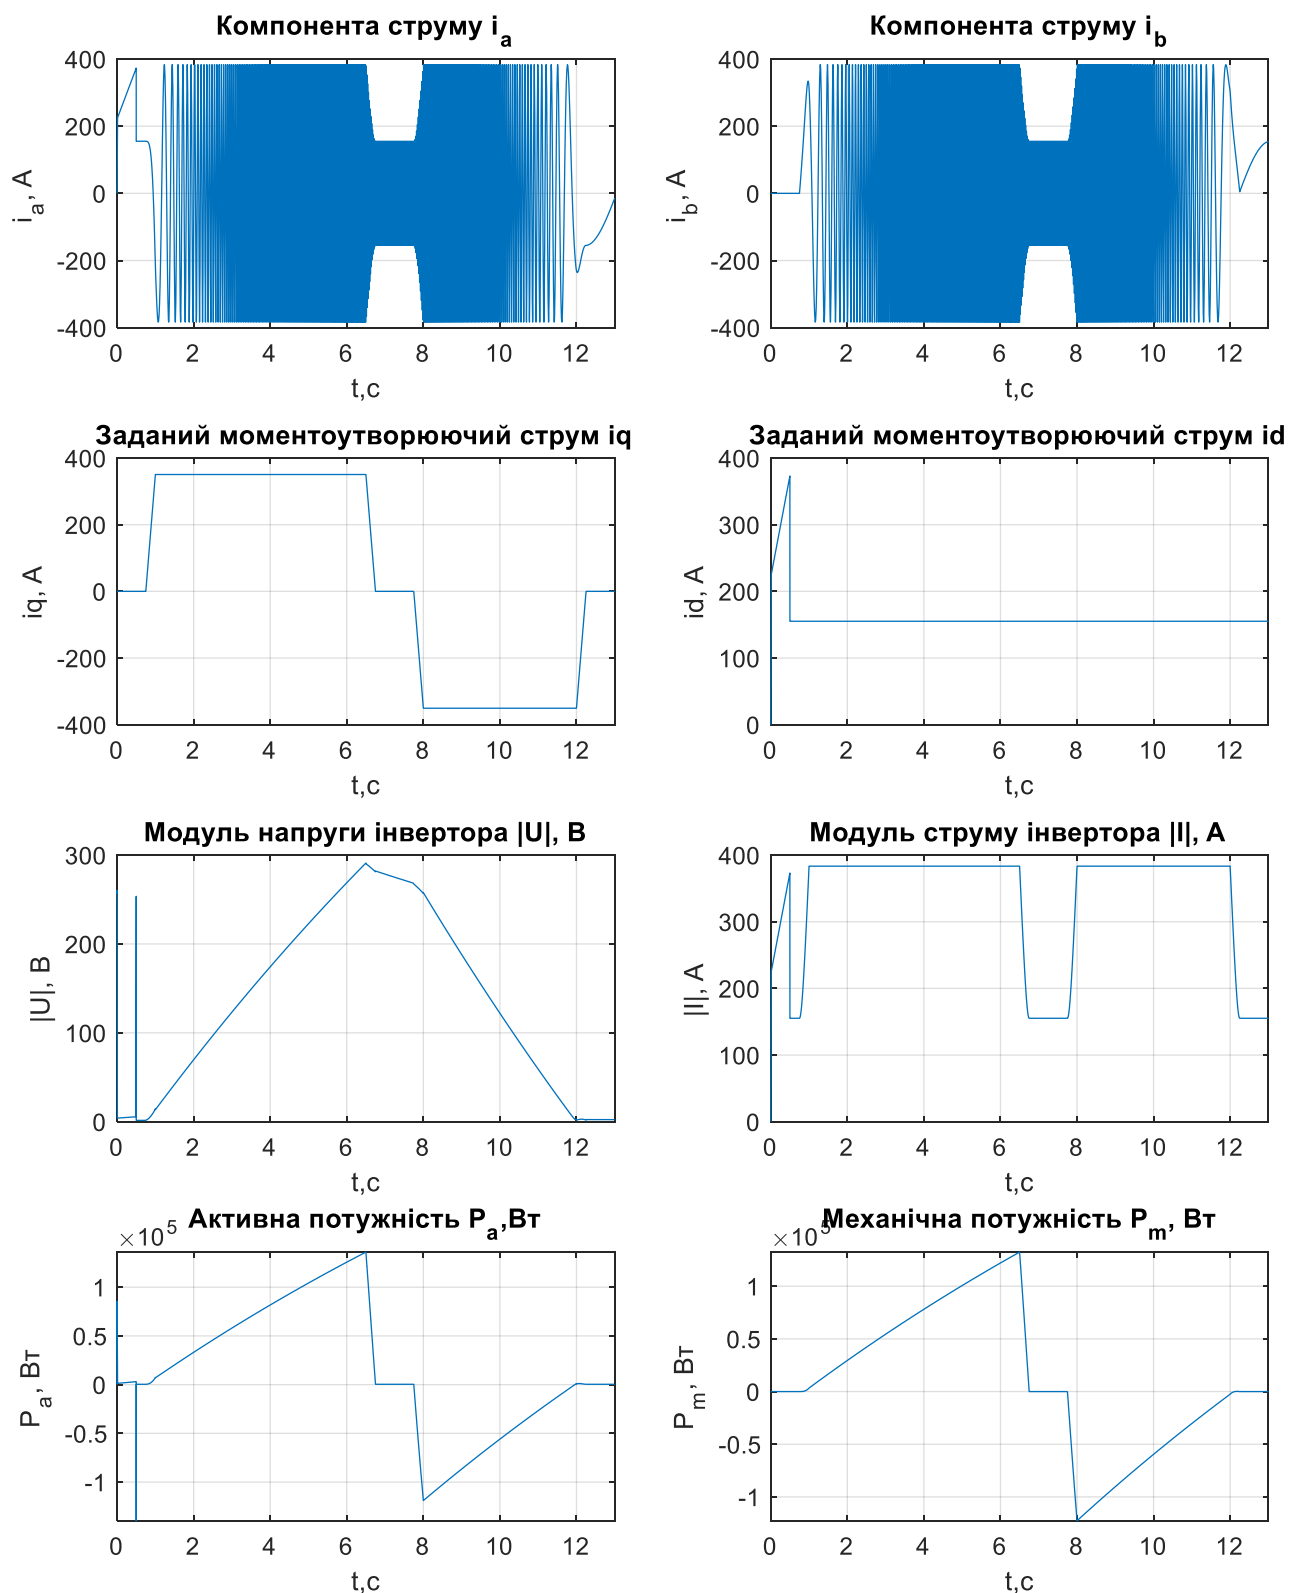 Компонента струму i_a
Компонента струму i_b
400
200
0
-200
-400
i_a, А
0 2 4 6 8 10 12
t,c
400
200
0
-200
-400
i_b, А
0 2 4 6 8 10 12
t,c
Заданий моментоутворюючий струм iq
Заданий моментоутворюючий струм id
400
200
0
-200
-400
iq, А
0 2 4 6 8 10 12
t,c
400
300
200
100
0
id, А
0 2 4 6 8 10 12
t,c
Модуль напруги інвертора |U|, В
Модуль струму інвертора |I|, А
300
200
100
0
|U|, В
0 2 4 6 8 10 12
t,c
400
300
200
100
0
|I|, А
0 2 4 6 8 10 12
t,c
Активна потужність P_a,Вт
Механічна потужність P_m, Вт
×10^5
1
0.5
0
-0.5
-1
P_a, Вт
0 2 4 6 8 10 12
t,c
×10^5
1
0.5
0
-0.5
-1
P_m, Вт
0 2 4 6 8 10 12
t,c